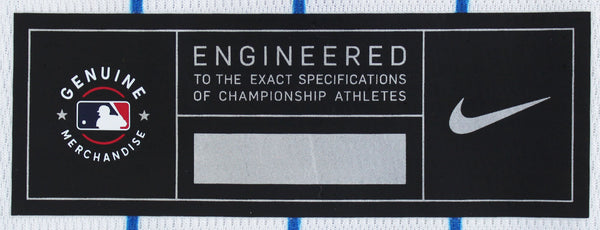 GENUINE
MERCHANDISE
ENGINEERED
TO THE EXACT SPECIFICATIONS
OF CHAMPIONSHIP ATHLETES